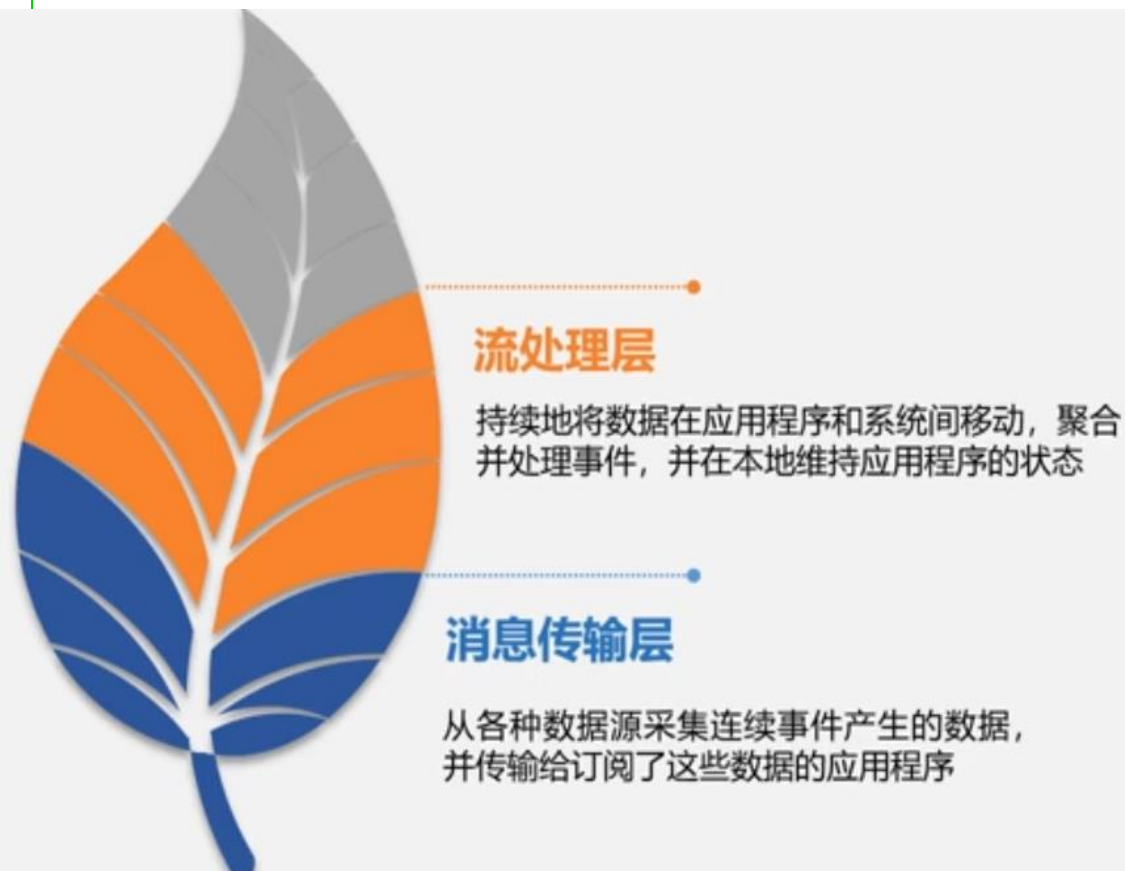 流处理层
持续地将数据在应用程序和系统间移动，聚合
并处理事件，并在本地维持应用程序的状态
消息传输层
从各种数据源采集连续事件产生的数据，
并传输给订阅了这些数据的应用程序